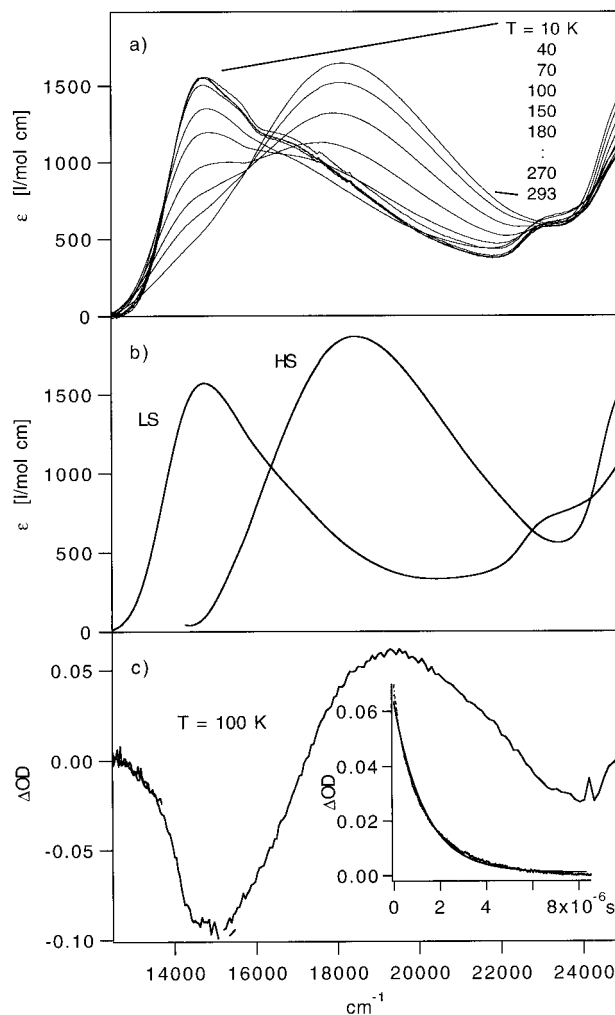 a)
T = 10 K
40
70
100
150
180
:
270
293
1500
1000
500
0
ε [l/mol cm]
b)
LS
HS
1500
1000
500
0
ε [l/mol cm]
c)
T = 100 K
0.05
0.00
-0.05
-0.10
ΔOD
0.06
0.04
0.02
0.00
ΔOD
0 2 4 8x10⁻⁶s
14000 16000 18000 20000 22000 24000
cm⁻¹